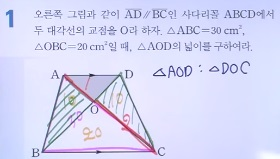 1 오른쪽 그림과 같이 AD∥BC인 사다리꼴 ABCD에서
두 대각선의 교점을 O라 하자. △ABC=30 cm²,
△OBC=20 cm²일 때, △AOD의 넓이를 구하여라.
△AOD : △DOC
A D
O
10
20
B C